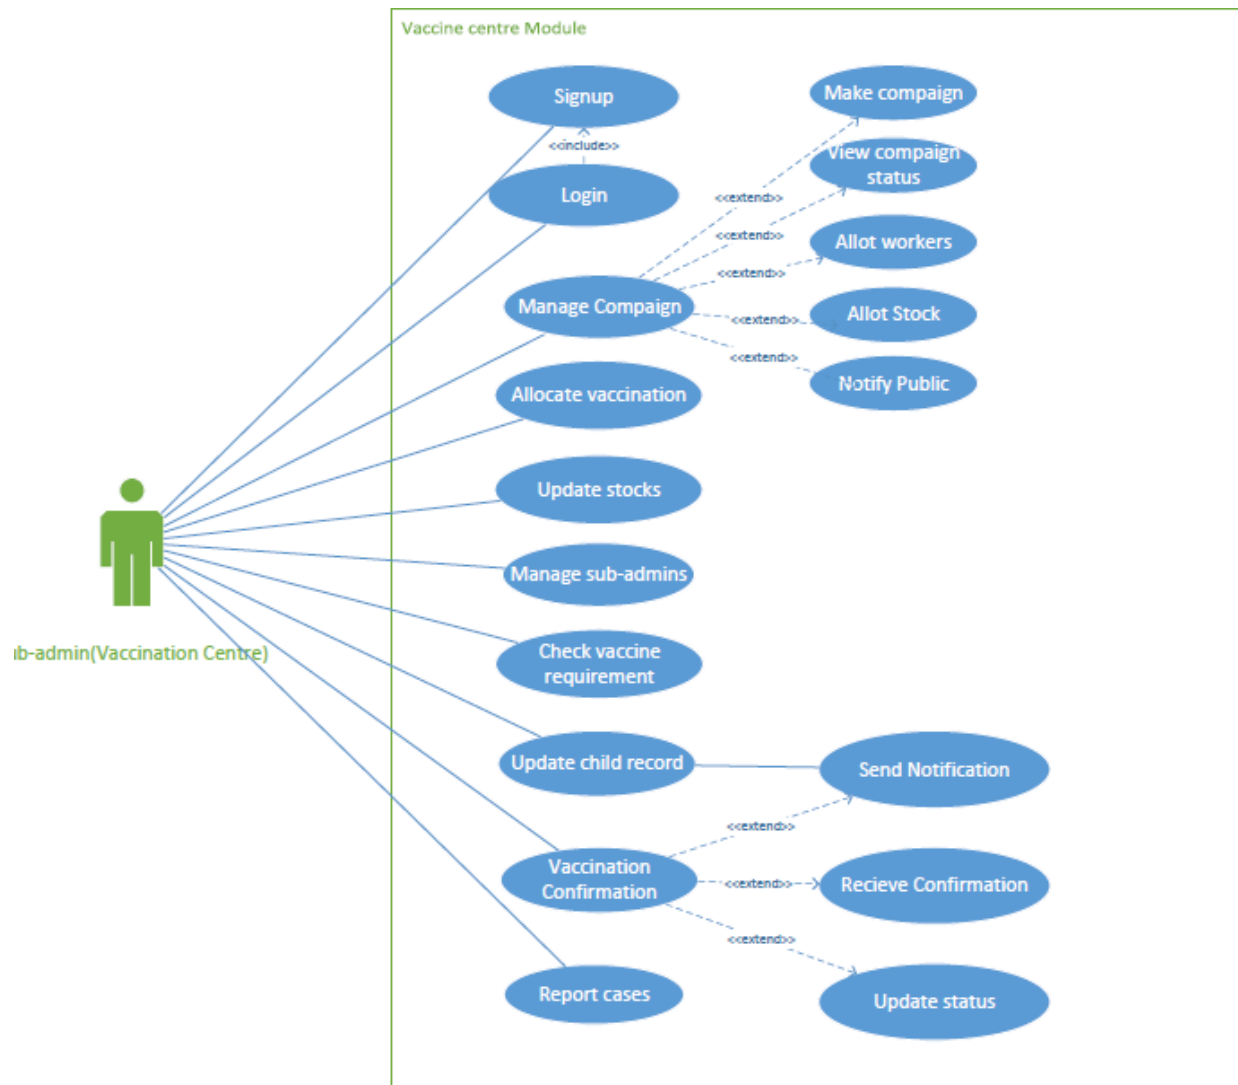 Vaccine centre Module
Signup
<<include>>
Login
Make compaign
View compaign
status
<<extend>>
<<extend>>
Allot workers
<<extend>>
Manage Compaign
Allot Stock
<<extend>>
<<extend>>
Notify Public
Allocate vaccination
Update stocks
Manage sub-admins
ub-admin(Vaccination Centre)
Check vaccine
requirement
Update child record
Send Notification
<<extend>>
Vaccination
Confirmation
<<extend>>
Recieve Confirmation
<<extend>>
Report cases
Update status